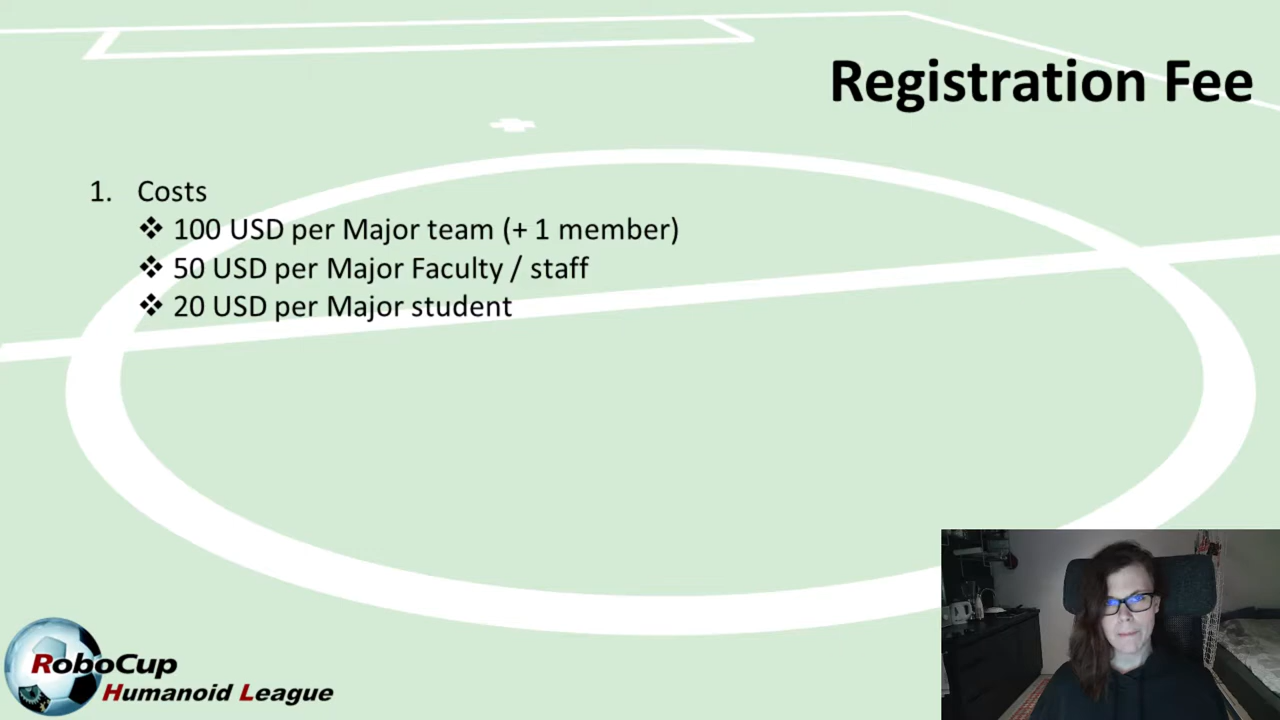 Registration Fee
1. Costs
❖ 100 USD per Major team (+ 1 member)
❖ 50 USD per Major Faculty / staff
❖ 20 USD per Major student
RoboCup
Humanoid League